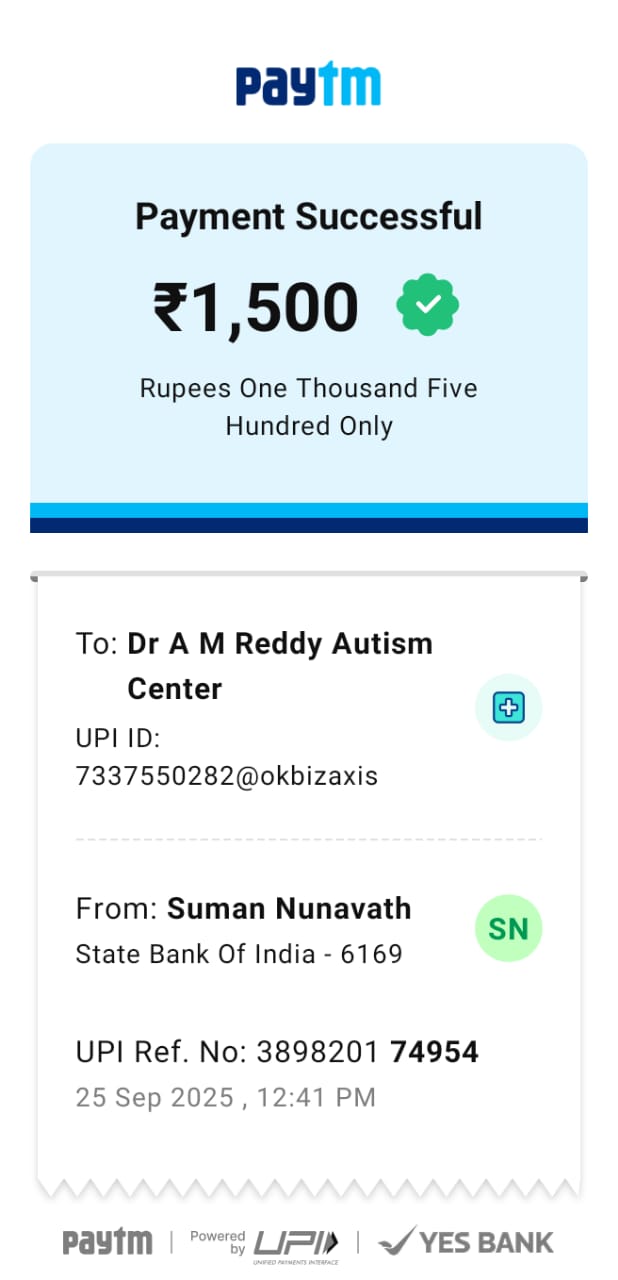 paytm
Payment Successful
₹1,500
Rupees One Thousand Five
Hundred Only
To: Dr A M Reddy Autism
Center
UPI ID:
7337550282@okbizaxis
From: Suman Nunavath
SN
State Bank Of India - 6169
UPI Ref. No: 3898201 74954
25 Sep 2025 , 12:41 PM
paytm | Powered by UPI | YES BANK
UNIFIED PAYMENTS INTERFACE